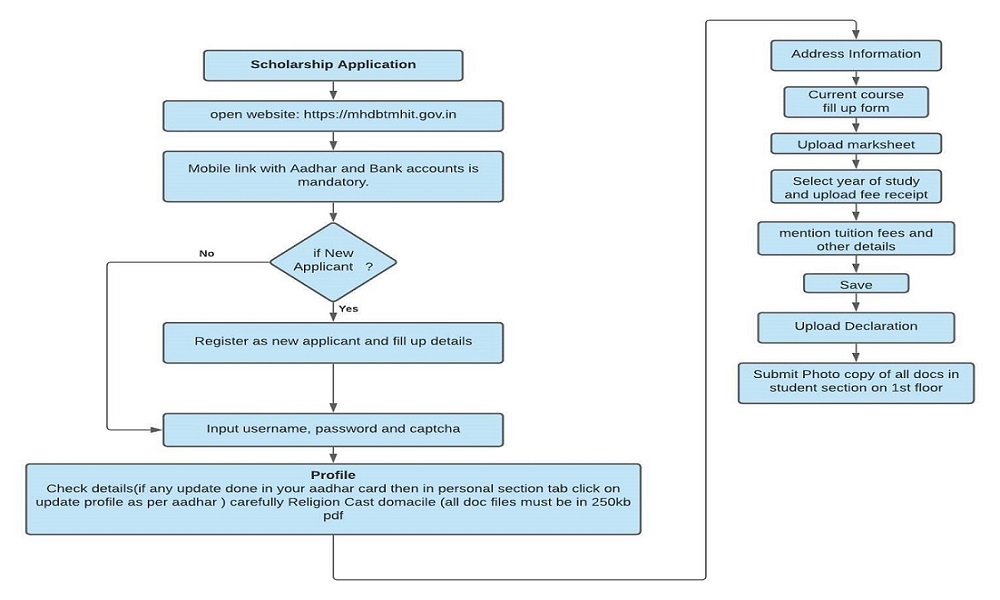 Scholarship Application
open website: https://mhdbtmhit.gov.in
Mobile link with Aadhar and Bank accounts is
mandatory.
if New
Applicant ?
No
Yes
Register as new applicant and fill up details
Input username, password and captcha
Profile
Check details(if any update done in your aadhar card then in personal section tab click on
update profile as per aadhar ) carefully Religion Cast domacile (all doc files must be in 250kb
pdf
Address Information
Current course
fill up form
Upload marksheet
Select year of study
and upload fee receipt
mention tuition fees and
other details
Save
Upload Declaration
Submit Photo copy of all docs in
student section on 1st floor